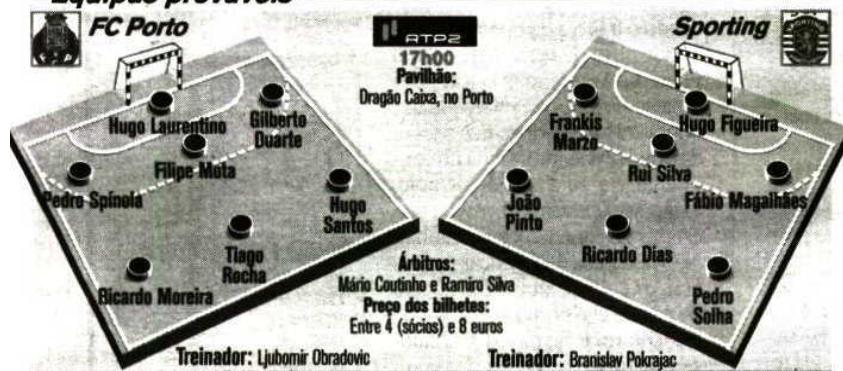 Equipas prováveis
FC Porto
RTP2
Sporting
17h00
Pavilhão:
Dragão Caixa, no Porto
Hugo Laurentino
Gilberto
Duarte
Filipe Mota
Pedro Spínola
Hugo
Santos
Tiago
Rocha
Ricardo Moreira
Frankis
Marzo
Hugo Figueira
Rui Silva
João
Pinto
Fábio Magalhães
Ricardo Dias
Pedro
Solha
Árbitros:
Mário Coutinho e Ramiro Silva
Preço dos bilhetes:
Entre 4 (sócios) e 8 euros
Treinador: Ljubomir Obradovic
Treinador: Branislav Pokrajac